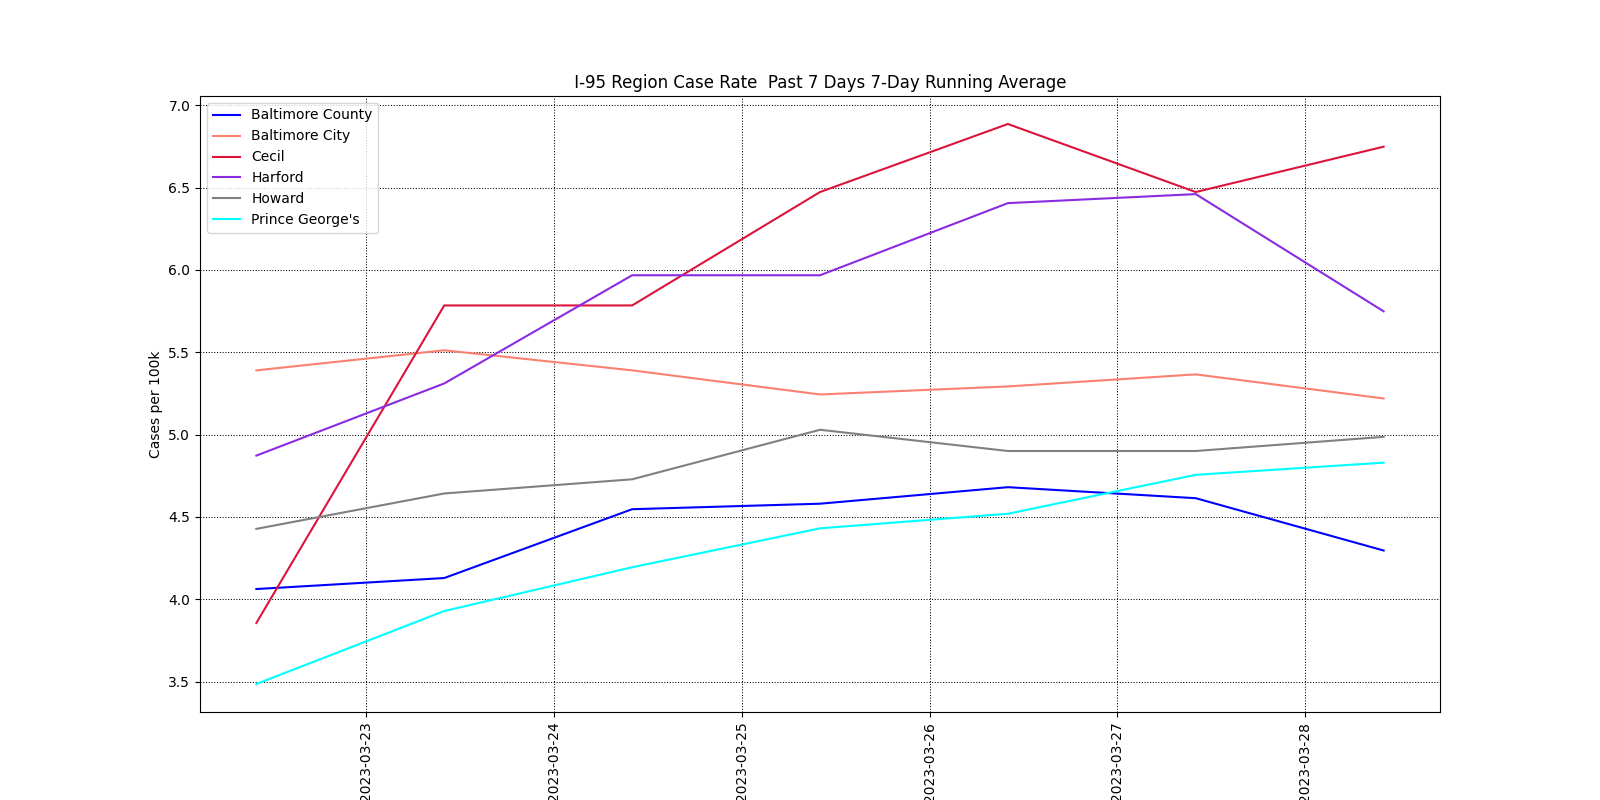 I-95 Region Case Rate  Past 7 Days 7-Day Running Average
Baltimore County
Baltimore City
Cecil
Harford
Howard
Prince George's
Cases per 100k
7.0
6.5
6.0
5.5
5.0
4.5
4.0
3.5
2023-03-23
2023-03-24
2023-03-25
2023-03-26
2023-03-27
2023-03-28